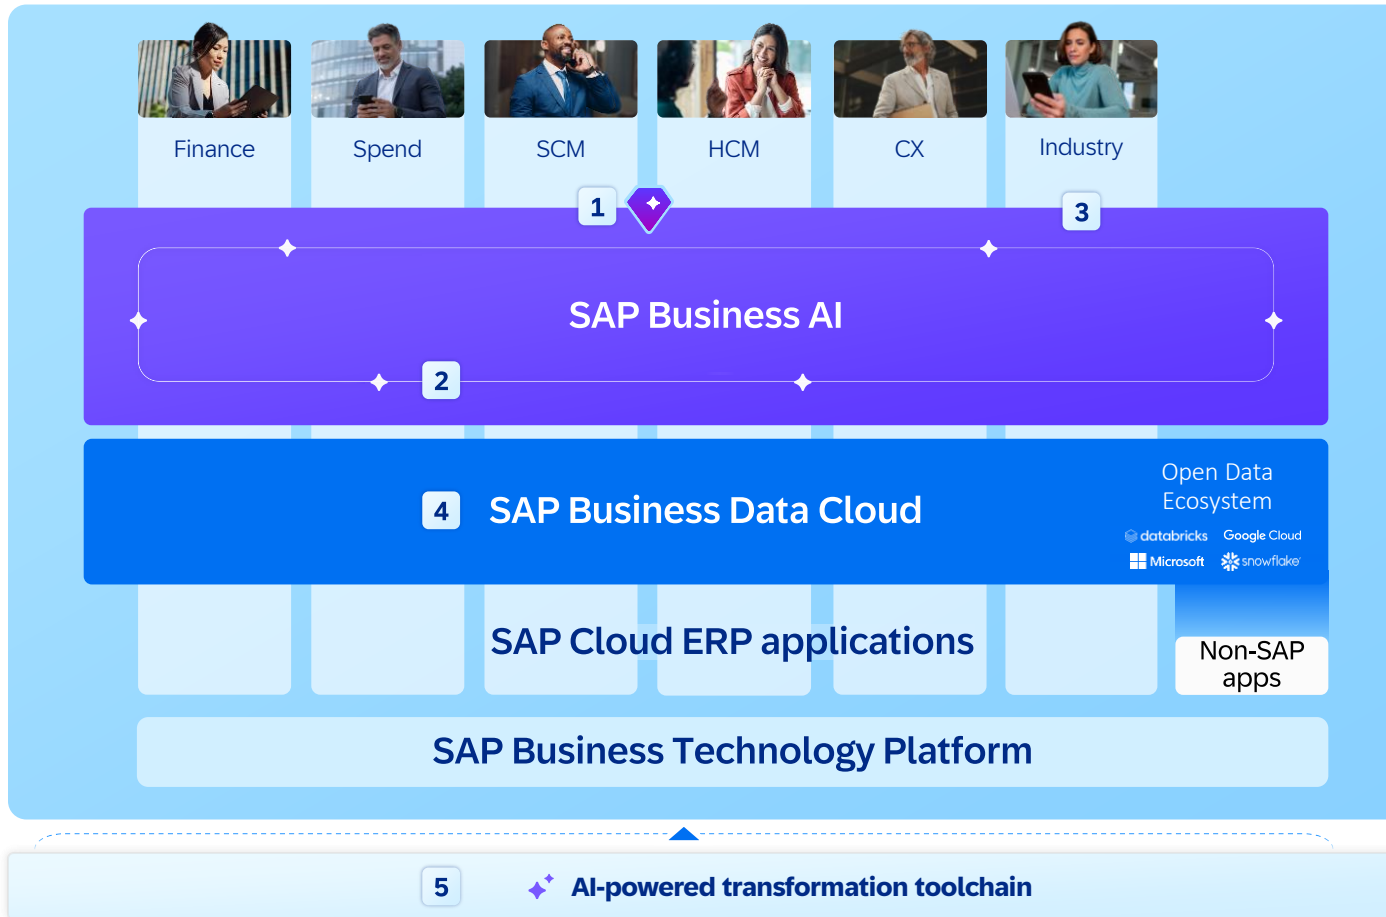 Finance
Spend
SCM
HCM
CX
Industry
1
3
SAP Business AI
2
4
SAP Business Data Cloud
Open Data
Ecosystem
databricks
Google Cloud
Microsoft
snowflake
SAP Cloud ERP applications
Non-SAP
apps
SAP Business Technology Platform
5
AI-powered transformation toolchain